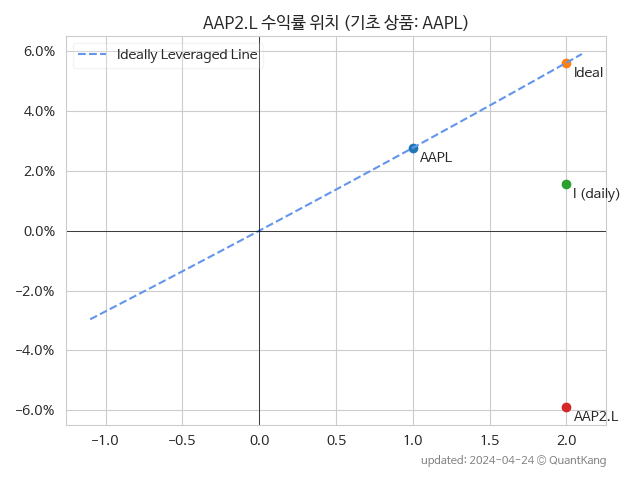 AAP2.L 수익률 위치 (기초 상품: AAPL)
Ideally Leveraged Line
6.0%
4.0%
2.0%
0.0%
−2.0%
−4.0%
−6.0%
Ideal
AAPL
l (daily)
AAP2.L
−1.0 −0.5 0.0 0.5 1.0 1.5 2.0
updated: 2024-04-24 © QuantKang